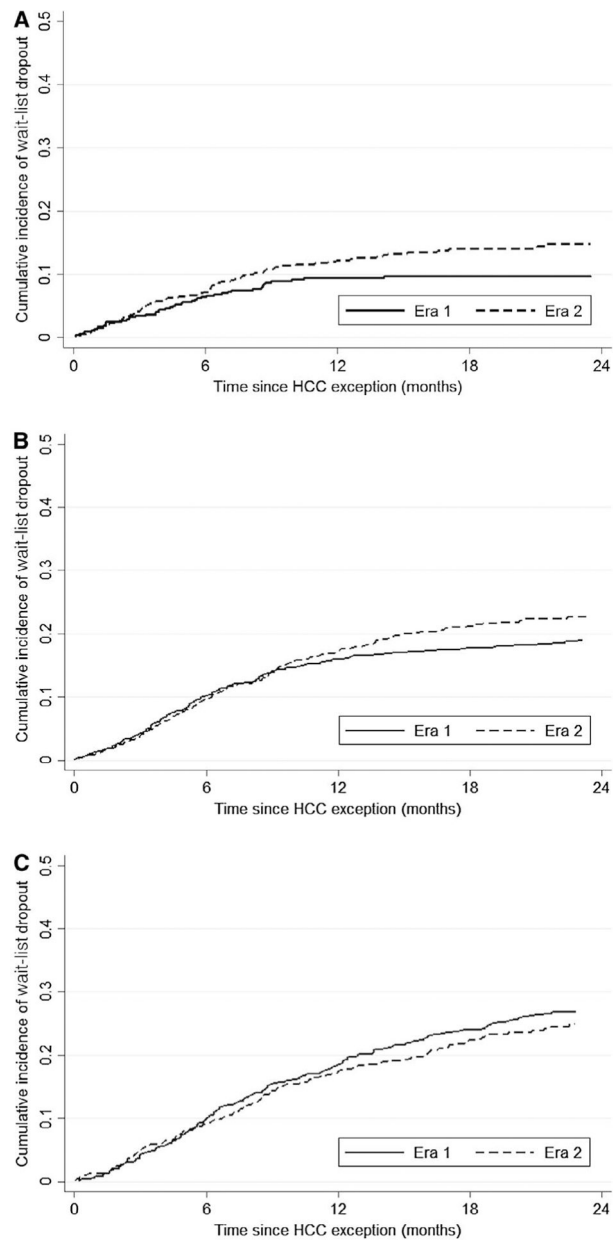 A
Cumulative incidence of wait-list dropout
0.5
0.4
0.3
0.2
0.1
0
Era 1 Era 2
0 6 12 18 24
Time since HCC exception (months)
B
Cumulative incidence of wait-list dropout
0.5
0.4
0.3
0.2
0.1
0
Era 1 Era 2
0 6 12 18 24
Time since HCC exception (months)
C
Cumulative incidence of wait-list dropout
0.5
0.4
0.3
0.2
0.1
0
Era 1 Era 2
0 6 12 18 24
Time since HCC exception (months)